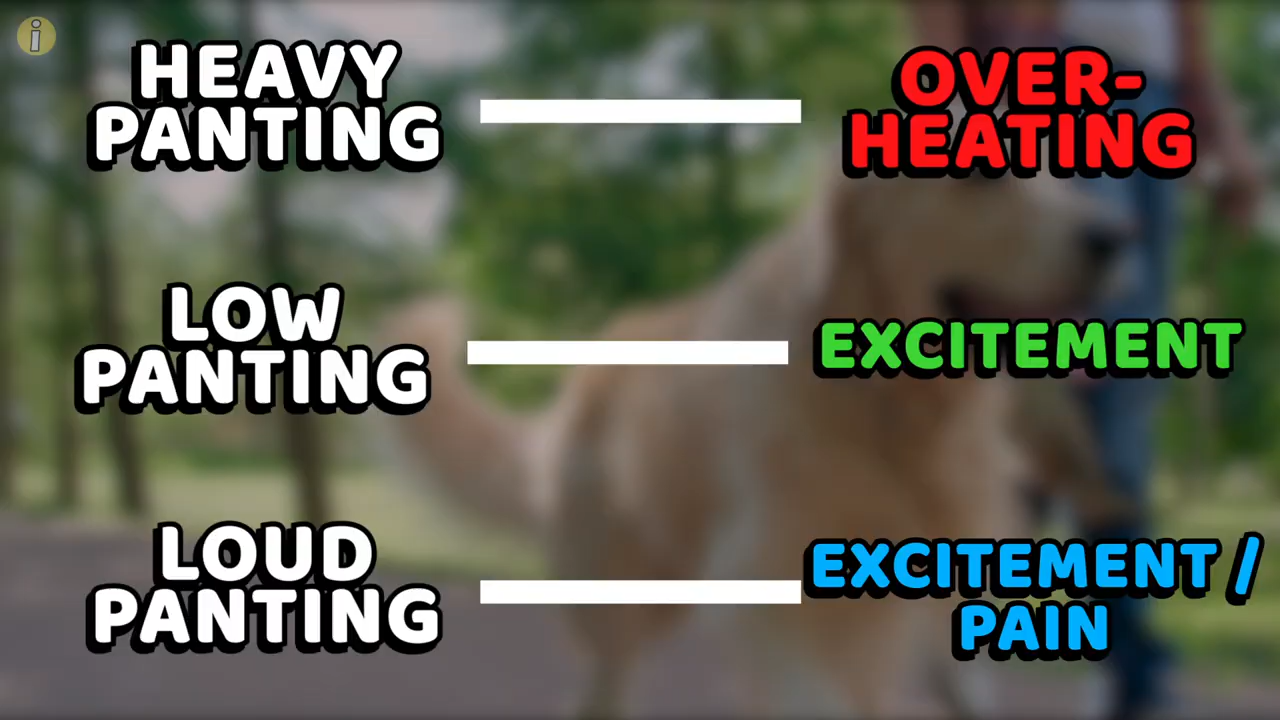 HEAVY
PANTING
OVER-
HEATING
LOW
PANTING
EXCITEMENT
LOUD
PANTING
EXCITEMENT /
PAIN